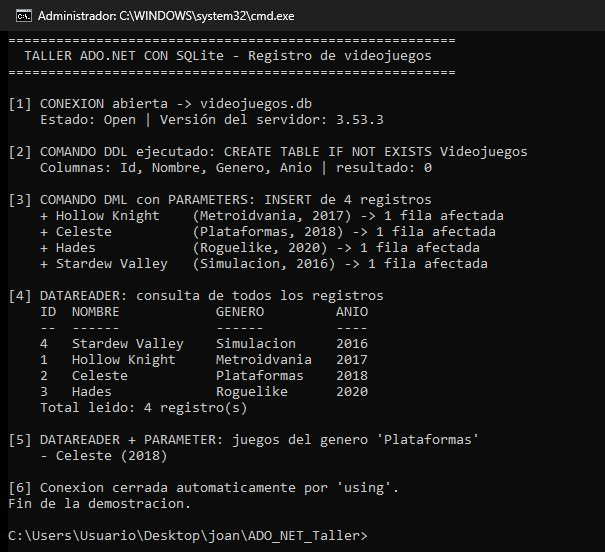 Administrador: C:\WINDOWS\system32\cmd.exe
========================================================
  TALLER ADO.NET CON SQLite - Registro de videojuegos
========================================================

[1] CONEXION abierta -> videojuegos.db
    Estado: Open | Versión del servidor: 3.53.3

[2] COMANDO DDL ejecutado: CREATE TABLE IF NOT EXISTS Videojuegos
    Columnas: Id, Nombre, Genero, Anio | resultado: 0

[3] COMANDO DML con PARAMETERS: INSERT de 4 registros
    + Hollow Knight    (Metroidvania, 2017) -> 1 fila afectada
    + Celeste          (Plataformas, 2018) -> 1 fila afectada
    + Hades            (Roguelike, 2020) -> 1 fila afectada
    + Stardew Valley   (Simulacion, 2016) -> 1 fila afectada

[4] DATAREADER: consulta de todos los registros
    ID  NOMBRE            GENERO         ANIO
    --  ------            ------         ----
    4   Stardew Valley    Simulacion     2016
    1   Hollow Knight     Metroidvania   2017
    2   Celeste           Plataformas    2018
    3   Hades             Roguelike      2020
    Total leido: 4 registro(s)

[5] DATAREADER + PARAMETER: juegos del genero 'Plataformas'
    - Celeste (2018)

[6] Conexion cerrada automaticamente por 'using'.
Fin de la demostracion.

C:\Users\Usuario\Desktop\joan\ADO_NET_Taller>